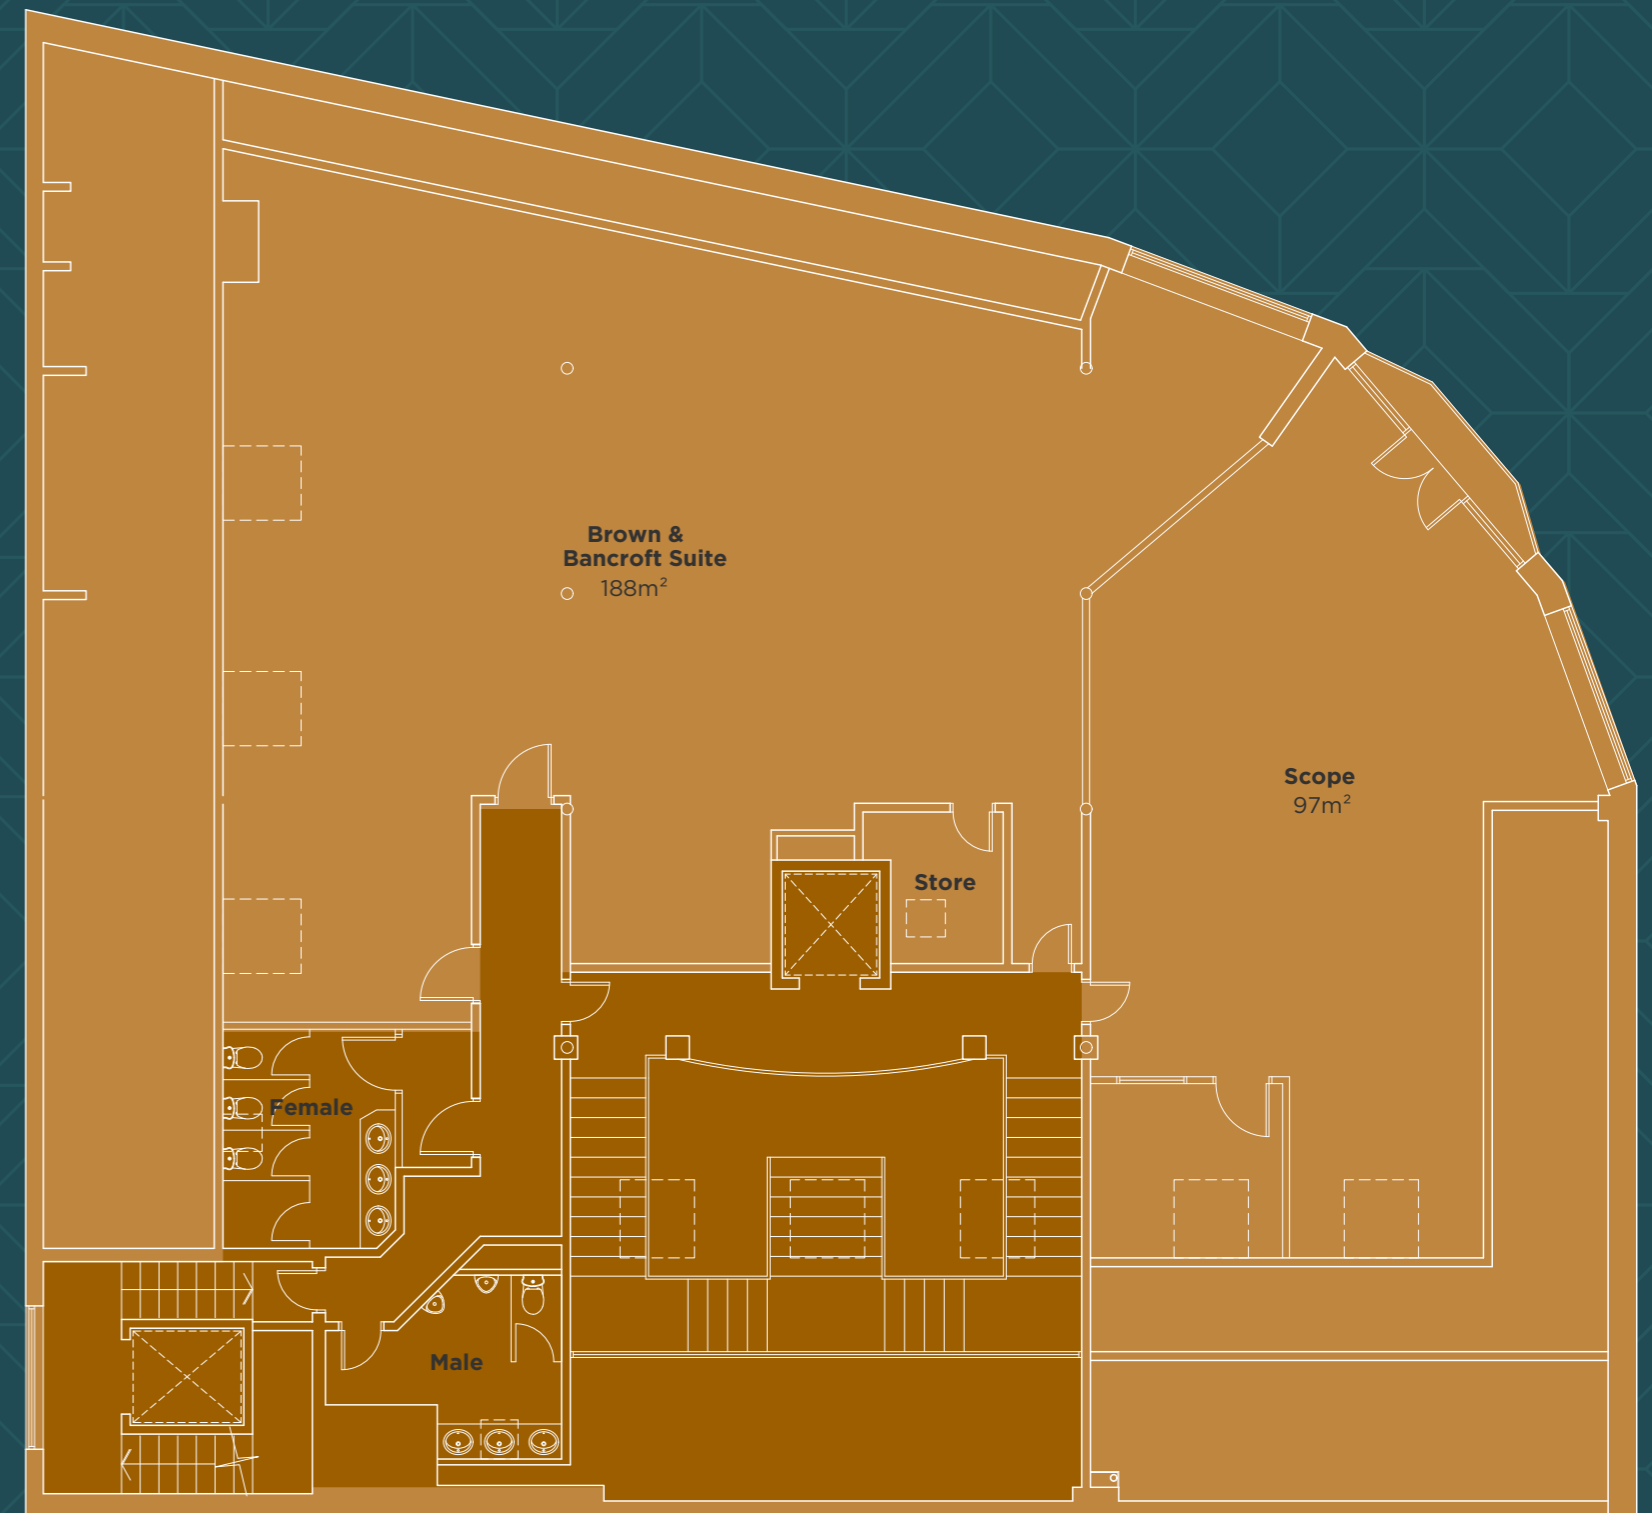 Brown &
Bancroft Suite
188m²
Scope
97m²
Store
Female
Male